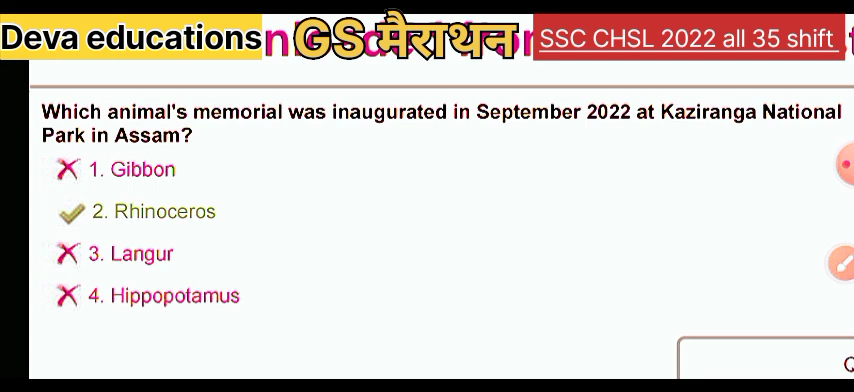 Deva educations GS मैराथन SSC CHSL 2022 all 35 shift
Which animal's memorial was inaugurated in September 2022 at Kaziranga National
Park in Assam?
1. Gibbon
2. Rhinoceros
3. Langur
4. Hippopotamus